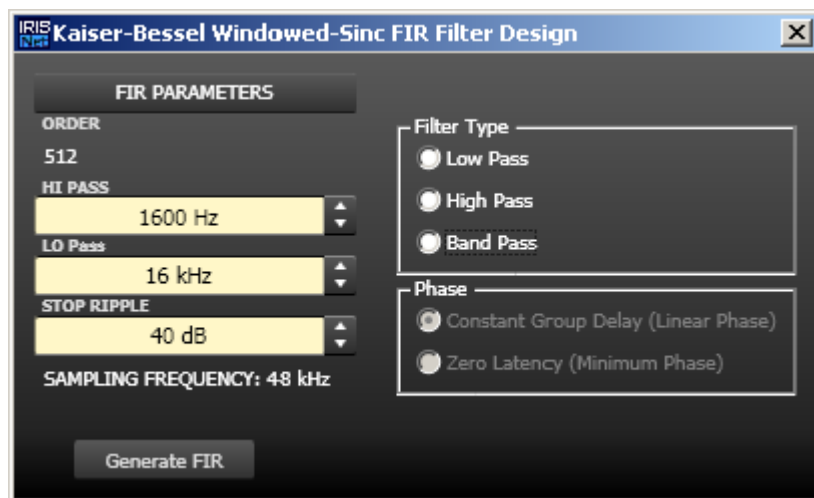 IRIS
Net
Kaiser-Bessel Windowed-Sinc FIR Filter Design
FIR PARAMETERS
ORDER
512
HI PASS
1600 Hz
LO Pass
16 kHz
STOP RIPPLE
40 dB
SAMPLING FREQUENCY: 48 kHz
Generate FIR
Filter Type
Low Pass
High Pass
Band Pass
Phase
Constant Group Delay (Linear Phase)
Zero Latency (Minimum Phase)